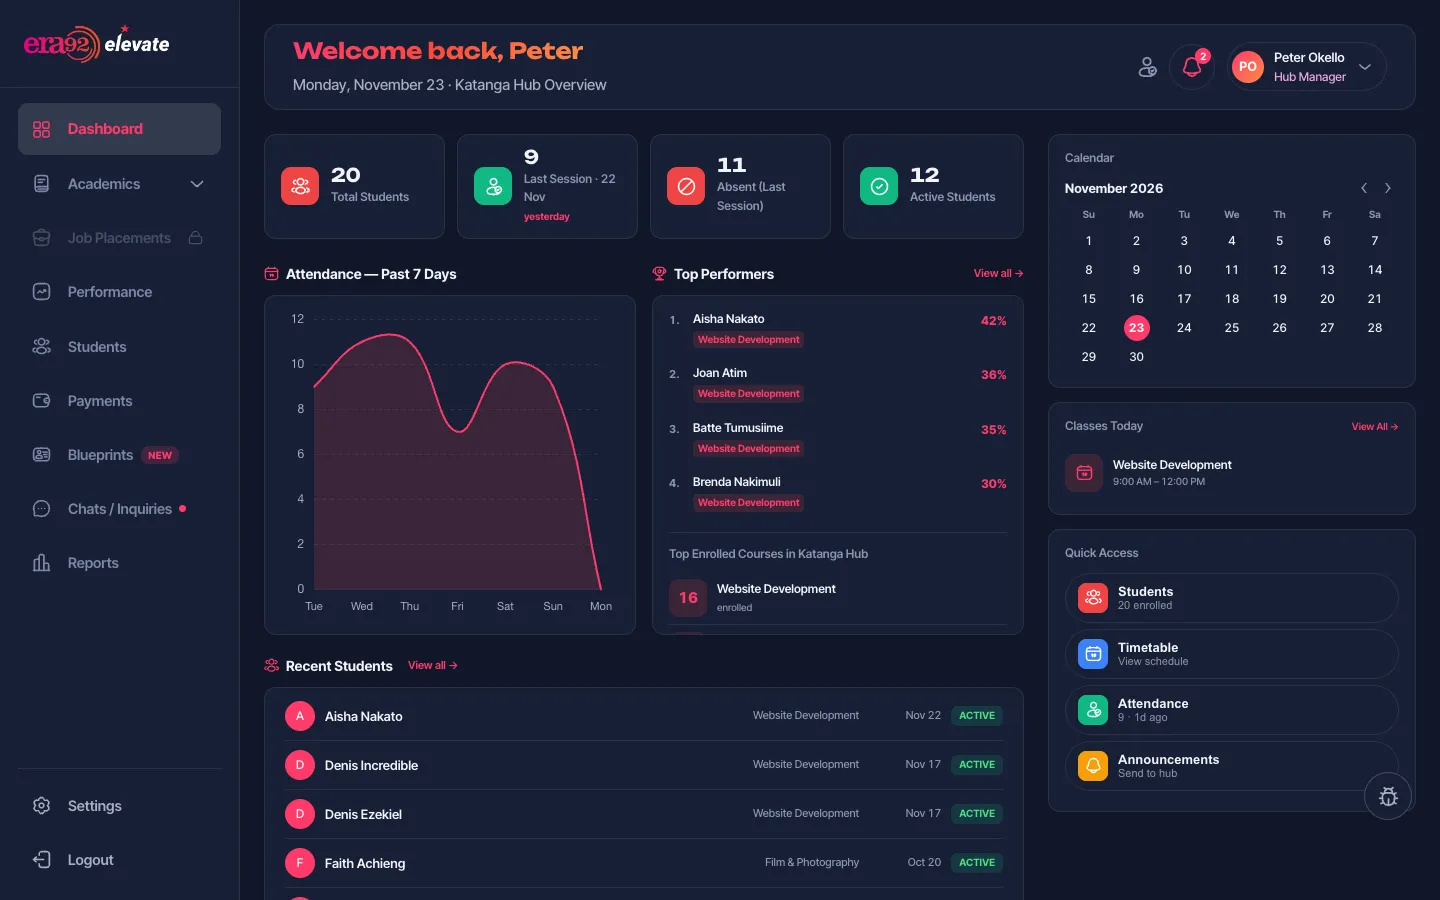 era92 elevate
Dashboard
Academics
Job Placements
Performance
Students
Payments
Blueprints NEW
Chats / Inquiries
Reports
Settings
Logout
Welcome back, Peter
Monday, November 23 · Katanga Hub Overview
2
PO
Peter Okello
Hub Manager
20
Total Students
9
Last Session · 22
Nov
yesterday
11
Absent (Last
Session)
12
Active Students
Attendance — Past 7 Days
12
10
8
6
4
2
0
Tue Wed Thu Fri Sat Sun Mon
Top Performers View all →
1. Aisha Nakato 42%
Website Development
2. Joan Atim 36%
Website Development
3. Batte Tumusiime 35%
Website Development
4. Brenda Nakimuli 30%
Website Development
Top Enrolled Courses in Katanga Hub
16 Website Development
enrolled
Recent Students View all →
A Aisha Nakato Website Development Nov 22 ACTIVE
D Denis Incredible Website Development Nov 17 ACTIVE
D Denis Ezekiel Website Development Nov 17 ACTIVE
F Faith Achieng Film & Photography Oct 20 ACTIVE
Calendar
November 2026
Su Mo Tu We Th Fr Sa
1 2 3 4 5 6 7
8 9 10 11 12 13 14
15 16 17 18 19 20 21
22 23 24 25 26 27 28
29 30
Classes Today View All →
Website Development
9:00 AM – 12:00 PM
Quick Access
Students
20 enrolled
Timetable
View schedule
Attendance
9 · 1d ago
Announcements
Send to hub